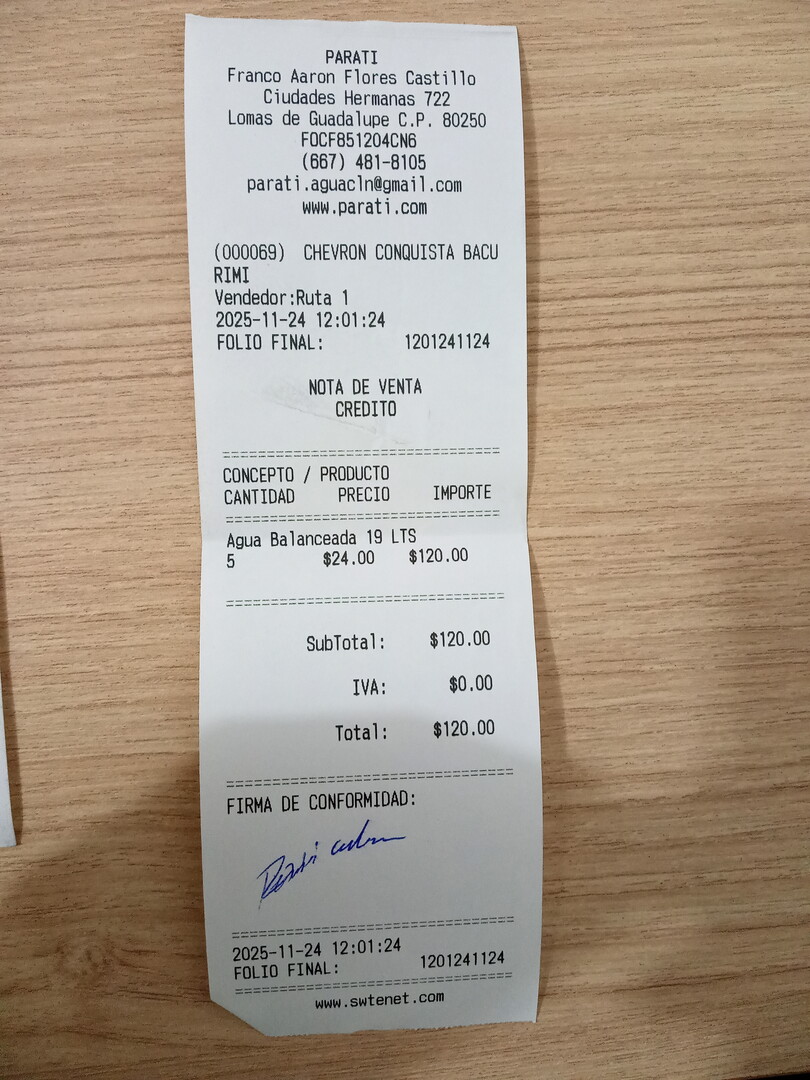 PARATI
Franco Aaron Flores Castillo
Ciudades Hermanas 722
Lomas de Guadalupe C.P. 80250
FOCF851204CN6
(667) 481-8105
parati.aguacln@gmail.com
www.parati.com
(000069) CHEVRON CONQUISTA BACU
RIMI
Vendedor:Ruta 1
2025-11-24 12:01:24
FOLIO FINAL: 1201241124
NOTA DE VENTA
CREDITO
CONCEPTO / PRODUCTO
CANTIDAD PRECIO IMPORTE
Agua Balanceada 19 LTS
5 $24.00 $120.00
SubTotal: $120.00
IVA: $0.00
Total: $120.00
FIRMA DE CONFORMIDAD:
2025-11-24 12:01:24
FOLIO FINAL: 1201241124
www.swtenet.com